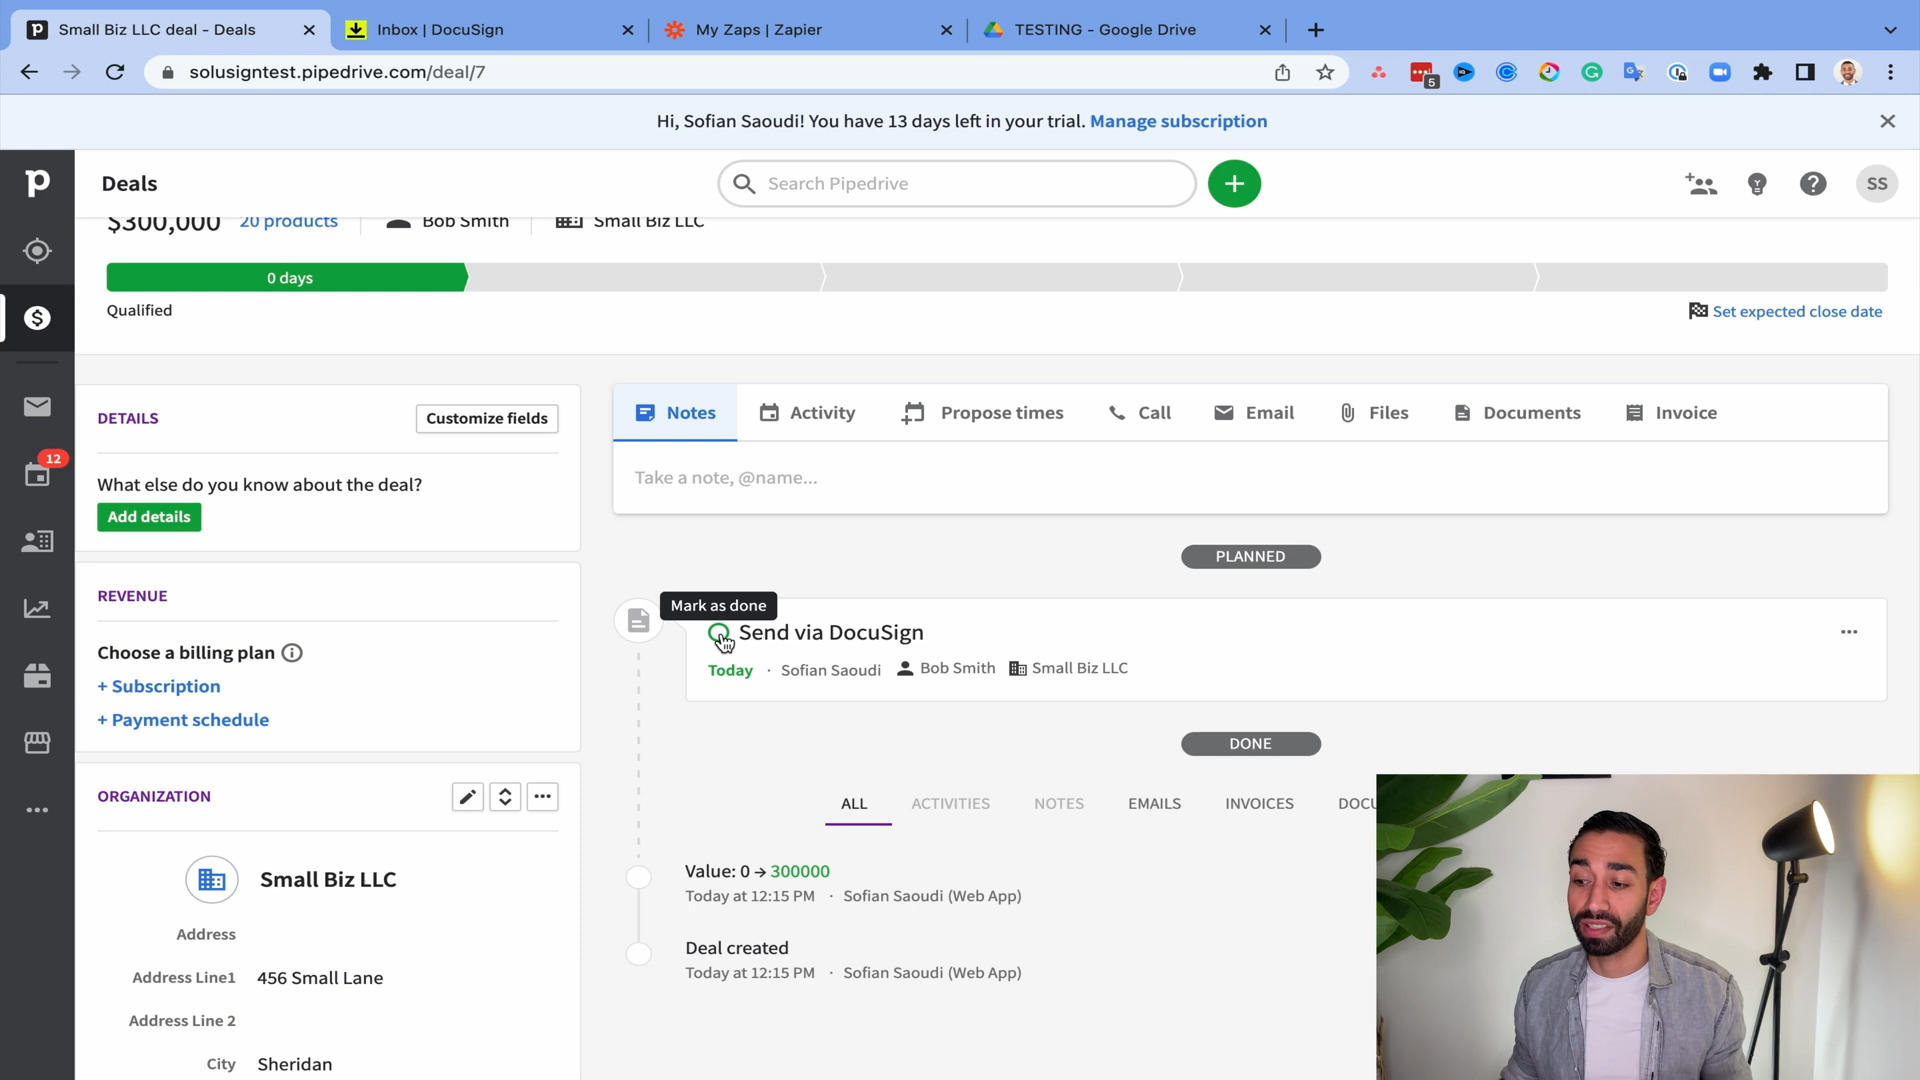 Small Biz LLC deal - Deals
Inbox | DocuSign
My Zaps | Zapier
TESTING - Google Drive
solusigntest.pipedrive.com/deal/7
5
Hi, Sofian Saoudi! You have 13 days left in your trial. Manage subscription
Deals
Search Pipedrive
SS
$300,000 20 products Bob Smith Small Biz LLC
0 days
Qualified
Set expected close date
DETAILS
Customize fields
What else do you know about the deal?
Add details
REVENUE
Choose a billing plan
+ Subscription
+ Payment schedule
ORGANIZATION
Small Biz LLC
Address
Address Line1 456 Small Lane
Address Line 2
City Sheridan
12
Notes
Activity
Propose times
Call
Email
Files
Documents
Invoice
Take a note, @name...
PLANNED
Mark as done
Send via DocuSign
Today · Sofian Saoudi Bob Smith Small Biz LLC
DONE
ALL
ACTIVITIES
NOTES
EMAILS
INVOICES
DOCU
Value: 0 → 300000
Today at 12:15 PM · Sofian Saoudi (Web App)
Deal created
Today at 12:15 PM · Sofian Saoudi (Web App)